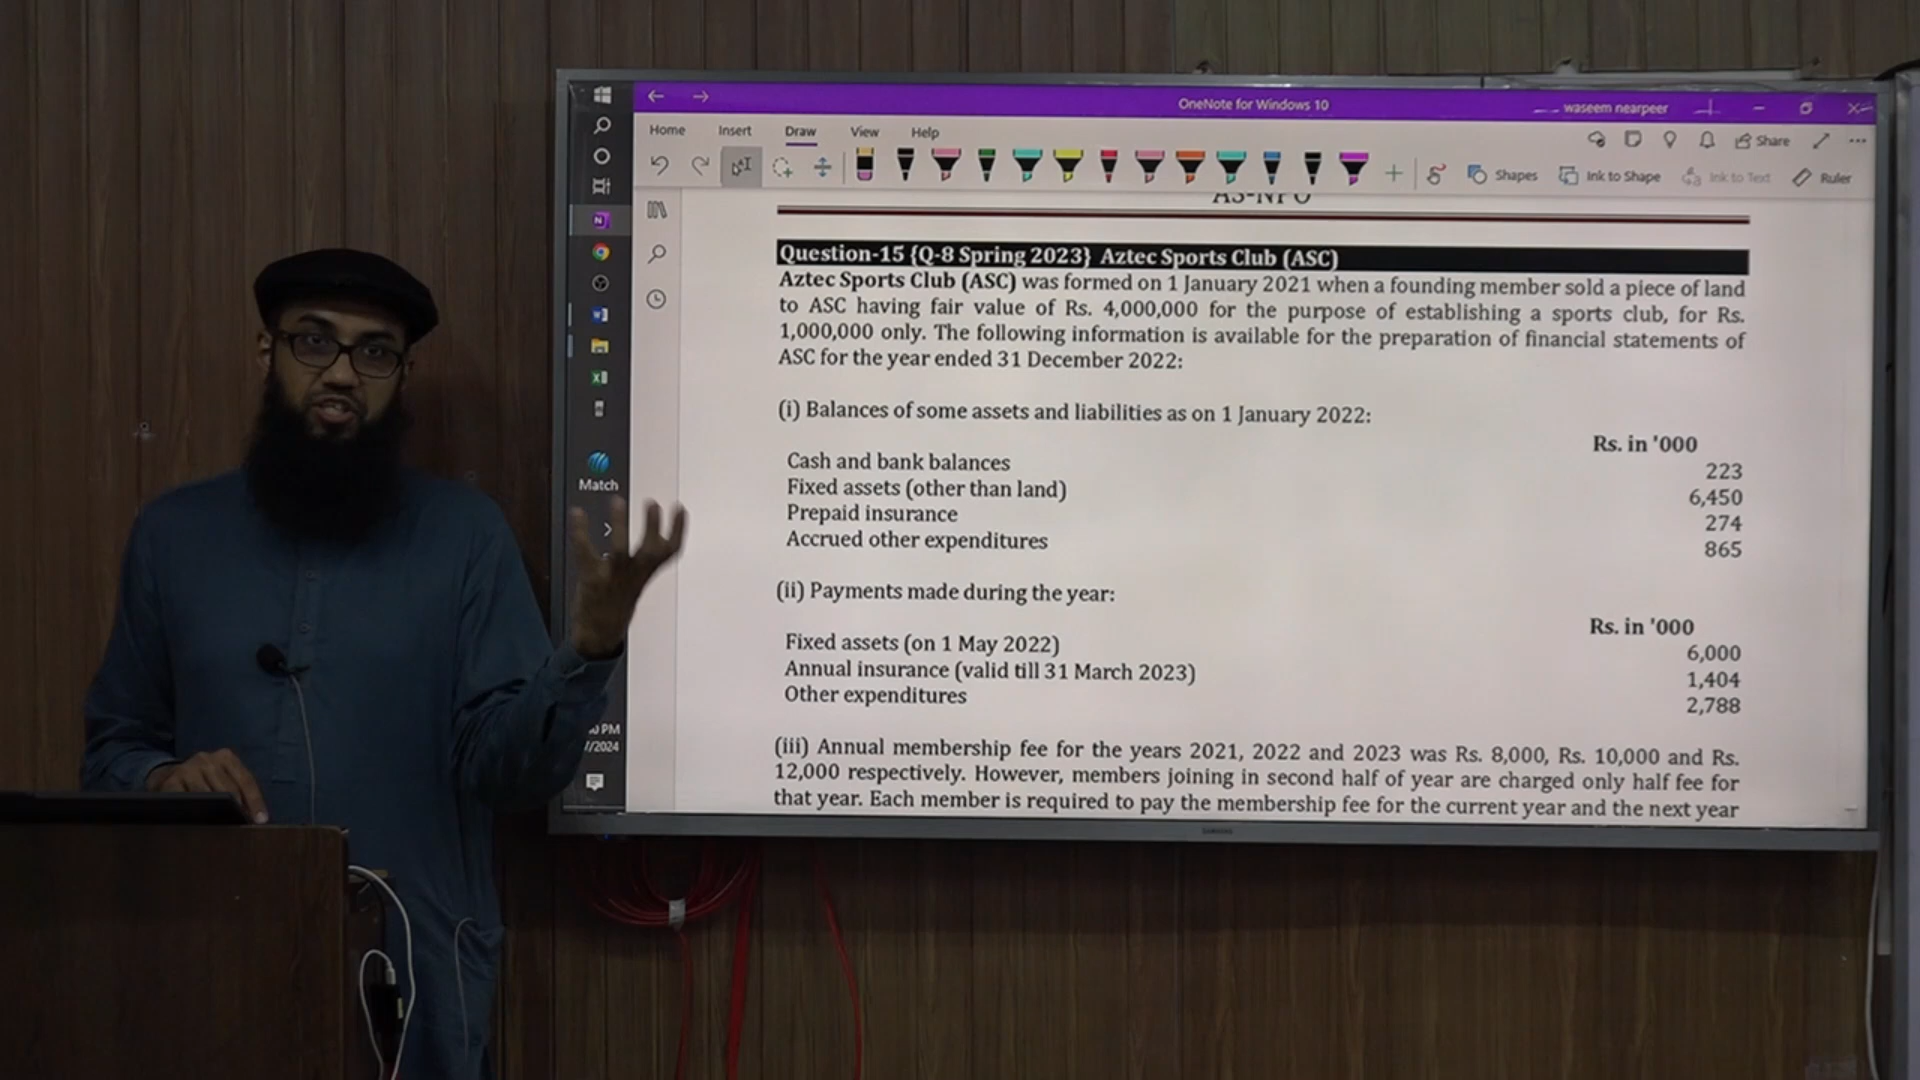 OneNote for Windows 10
waseem nearpeer
Home Insert Draw View Help
Share
Shapes Ink to Shape Ink to Text Ruler
AS-NPO
Question-15 {Q-8 Spring 2023} Aztec Sports Club (ASC)
Aztec Sports Club (ASC) was formed on 1 January 2021 when a founding member sold a piece of land
to ASC having fair value of Rs. 4,000,000 for the purpose of establishing a sports club, for Rs.
1,000,000 only. The following information is available for the preparation of financial statements of
ASC for the year ended 31 December 2022:
(i) Balances of some assets and liabilities as on 1 January 2022:
Rs. in '000
Cash and bank balances 223
Fixed assets (other than land) 6,450
Prepaid insurance 274
Accrued other expenditures 865
(ii) Payments made during the year:
Rs. in '000
Fixed assets (on 1 May 2022) 6,000
Annual insurance (valid till 31 March 2023) 1,404
Other expenditures 2,788
(iii) Annual membership fee for the years 2021, 2022 and 2023 was Rs. 8,000, Rs. 10,000 and Rs.
12,000 respectively. However, members joining in second half of year are charged only half fee for
that year. Each member is required to pay the membership fee for the current year and the next year
Match
PM
/2024
SAMSUNG